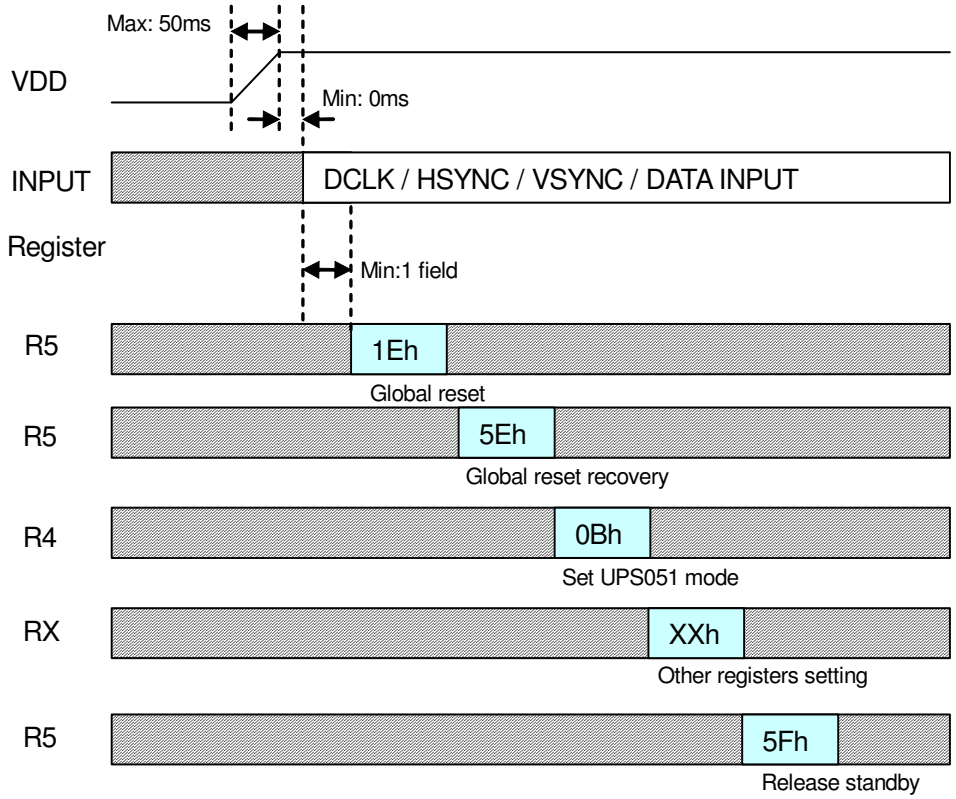 Max: 50ms
VDD
Min: 0ms
INPUT
DCLK / HSYNC / VSYNC / DATA INPUT
Register
Min:1 field
R5
1Eh
Global reset
R5
5Eh
Global reset recovery
R4
0Bh
Set UPS051 mode
RX
XXh
Other registers setting
R5
5Fh
Release standby